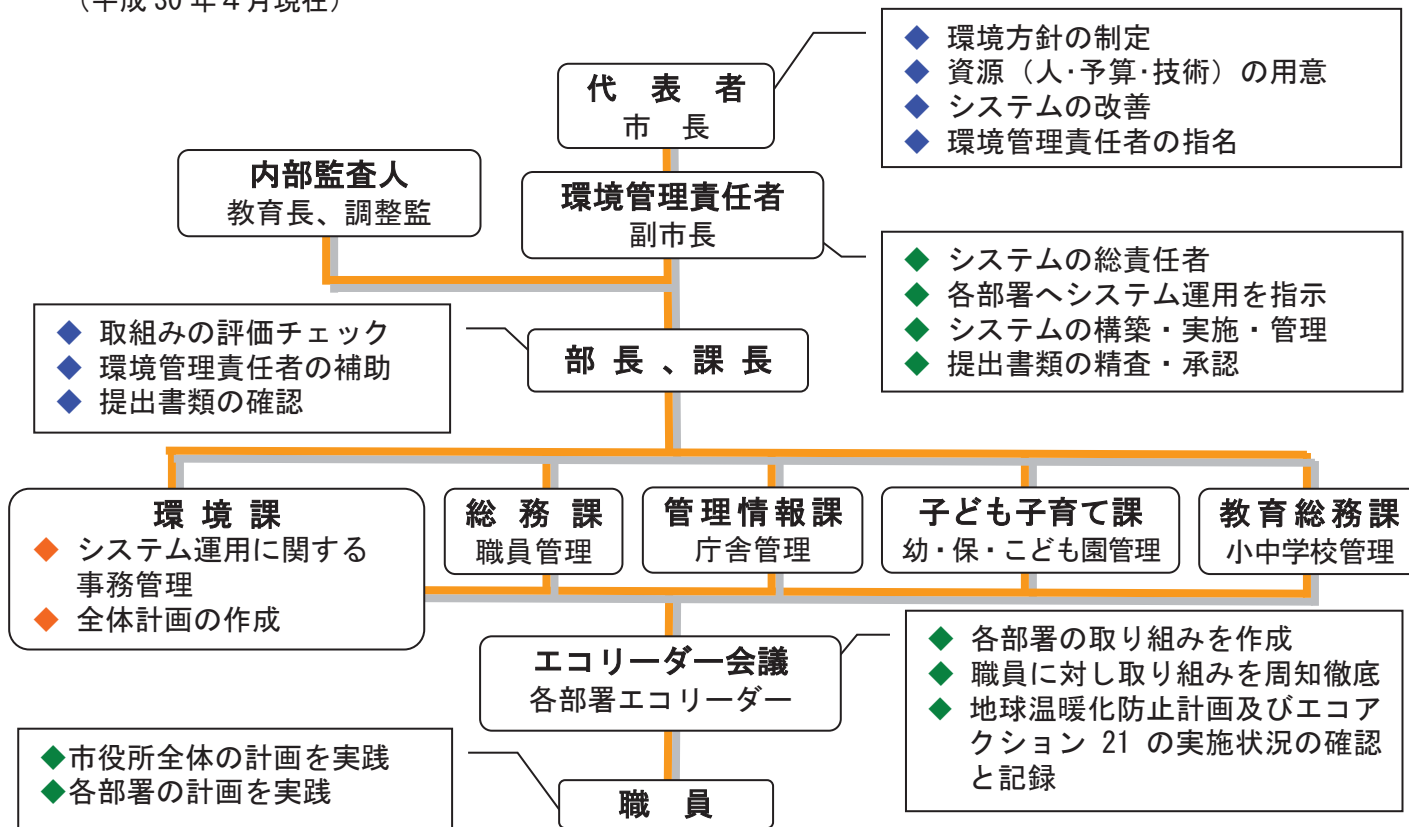 （平成 30 年４月現在）
◆ 環境方針の制定
◆ 資源（人･予算･技術）の用意
◆ システムの改善
◆ 環境管理責任者の指名
代　表　者
市　長
内部監査人
教育長、調整監
環境管理責任者
副市長
◆ システムの総責任者
◆ 各部署へシステム運用を指示
◆ システムの構築・実施・管理
◆ 提出書類の精査・承認
◆ 取組みの評価チェック
◆ 環境管理責任者の補助
◆ 提出書類の確認
部 長 、課 長
環 境 課
◆ システム運用に関する
事務管理
◆ 全体計画の作成
総 務 課
職員管理
管理情報課
庁舎管理
子ども子育て課
幼・保・こども園管理
教育総務課
小中学校管理
エコリーダー会議
各部署エコリーダー
◆ 各部署の取り組みを作成
◆ 職員に対し取り組みを周知徹底
◆ 地球温暖化防止計画及びエコア
クション 21 の実施状況の確認
と記録
◆市役所全体の計画を実践
◆各部署の計画を実践
職　員